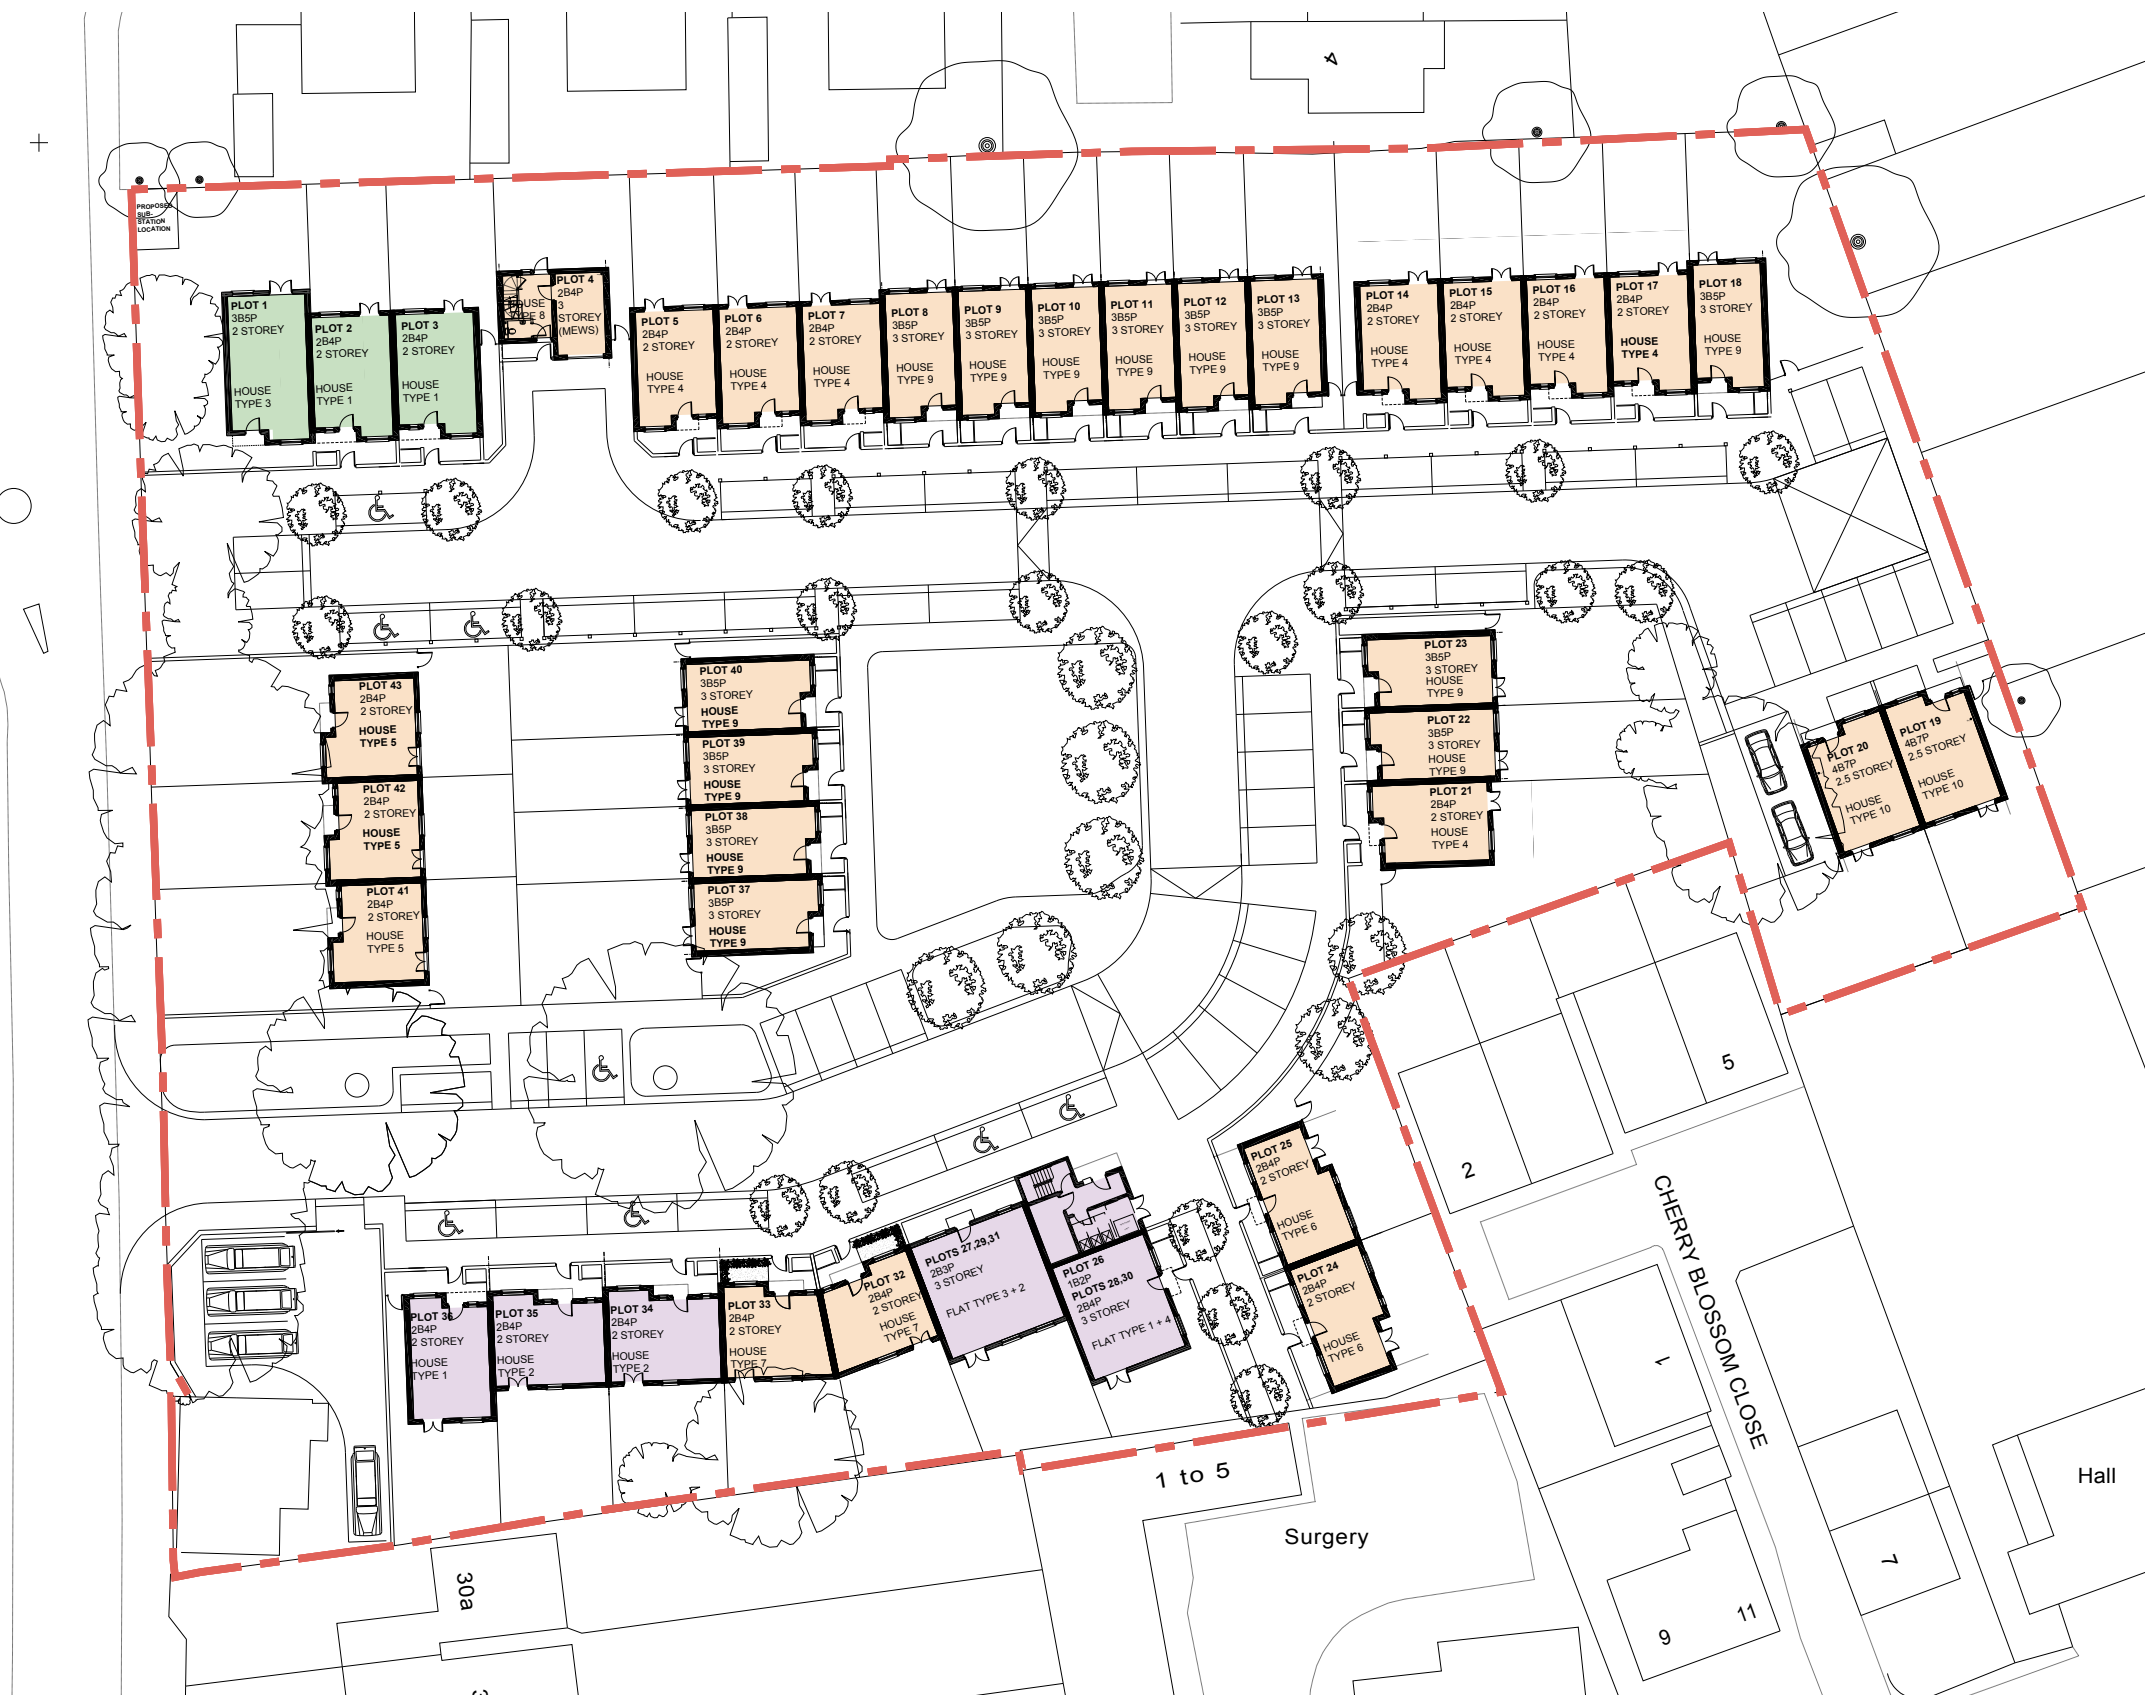 4
PROPOSED
SUB-
STATION
LOCATION
PLOT 1
3B5P
2 STOREY
HOUSE
TYPE 3
PLOT 2
2B4P
2 STOREY
HOUSE
TYPE 1
PLOT 3
2B4P
2 STOREY
HOUSE
TYPE 1
HOUSE
TYPE 8
PLOT 4
2B4P
3
STOREY
(MEWS)
PLOT 5
2B4P
2 STOREY
HOUSE
TYPE 4
PLOT 6
2B4P
2 STOREY
HOUSE
TYPE 4
PLOT 7
2B4P
2 STOREY
HOUSE
TYPE 4
PLOT 8
3B5P
3 STOREY
HOUSE
TYPE 9
PLOT 9
3B5P
3 STOREY
HOUSE
TYPE 9
PLOT 10
3B5P
3 STOREY
HOUSE
TYPE 9
PLOT 11
3B5P
3 STOREY
HOUSE
TYPE 9
PLOT 12
3B5P
3 STOREY
HOUSE
TYPE 9
PLOT 13
3B5P
3 STOREY
HOUSE
TYPE 9
PLOT 14
2B4P
2 STOREY
HOUSE
TYPE 4
PLOT 15
2B4P
2 STOREY
HOUSE
TYPE 4
PLOT 16
2B4P
2 STOREY
HOUSE
TYPE 4
PLOT 17
2B4P
2 STOREY
HOUSE
TYPE 4
PLOT 18
3B5P
3 STOREY
HOUSE
TYPE 9
PLOT 43
2B4P
2 STOREY
HOUSE
TYPE 5
PLOT 42
2B4P
2 STOREY
HOUSE
TYPE 5
PLOT 41
2B4P
2 STOREY
HOUSE
TYPE 5
PLOT 40
3B5P
3 STOREY
HOUSE
TYPE 9
PLOT 39
3B5P
3 STOREY
HOUSE
TYPE 9
PLOT 38
3B5P
3 STOREY
HOUSE
TYPE 9
PLOT 37
3B5P
3 STOREY
HOUSE
TYPE 9
PLOT 23
3B5P
3 STOREY
HOUSE
TYPE 9
PLOT 22
3B5P
3 STOREY
HOUSE
TYPE 9
PLOT 21
2B4P
2 STOREY
HOUSE
TYPE 4
PLOT 20
4B7P
2.5 STOREY
HOUSE
TYPE 10
PLOT 19
4B7P
2.5 STOREY
HOUSE
TYPE 10
PLOT 25
2B4P
2 STOREY
HOUSE
TYPE 6
PLOT 24
2B4P
2 STOREY
HOUSE
TYPE 6
PLOT 36
2B4P
2 STOREY
HOUSE
TYPE 1
PLOT 35
2B4P
2 STOREY
HOUSE
TYPE 2
PLOT 34
2B4P
2 STOREY
HOUSE
TYPE 2
PLOT 33
2B4P
2 STOREY
HOUSE
TYPE 7
PLOT 32
2B4P
2 STOREY
HOUSE
TYPE 7
PLOTS 27,29,31
2B3P
3 STOREY
FLAT TYPE 3 + 2
PLOT 26
1B2P
PLOTS 28,30
2B4P
3 STOREY
FLAT TYPE 1 + 4
5
2
CHERRY BLOSSOM CLOSE
1
1 to 5
Surgery
Hall
7
30a
9
11